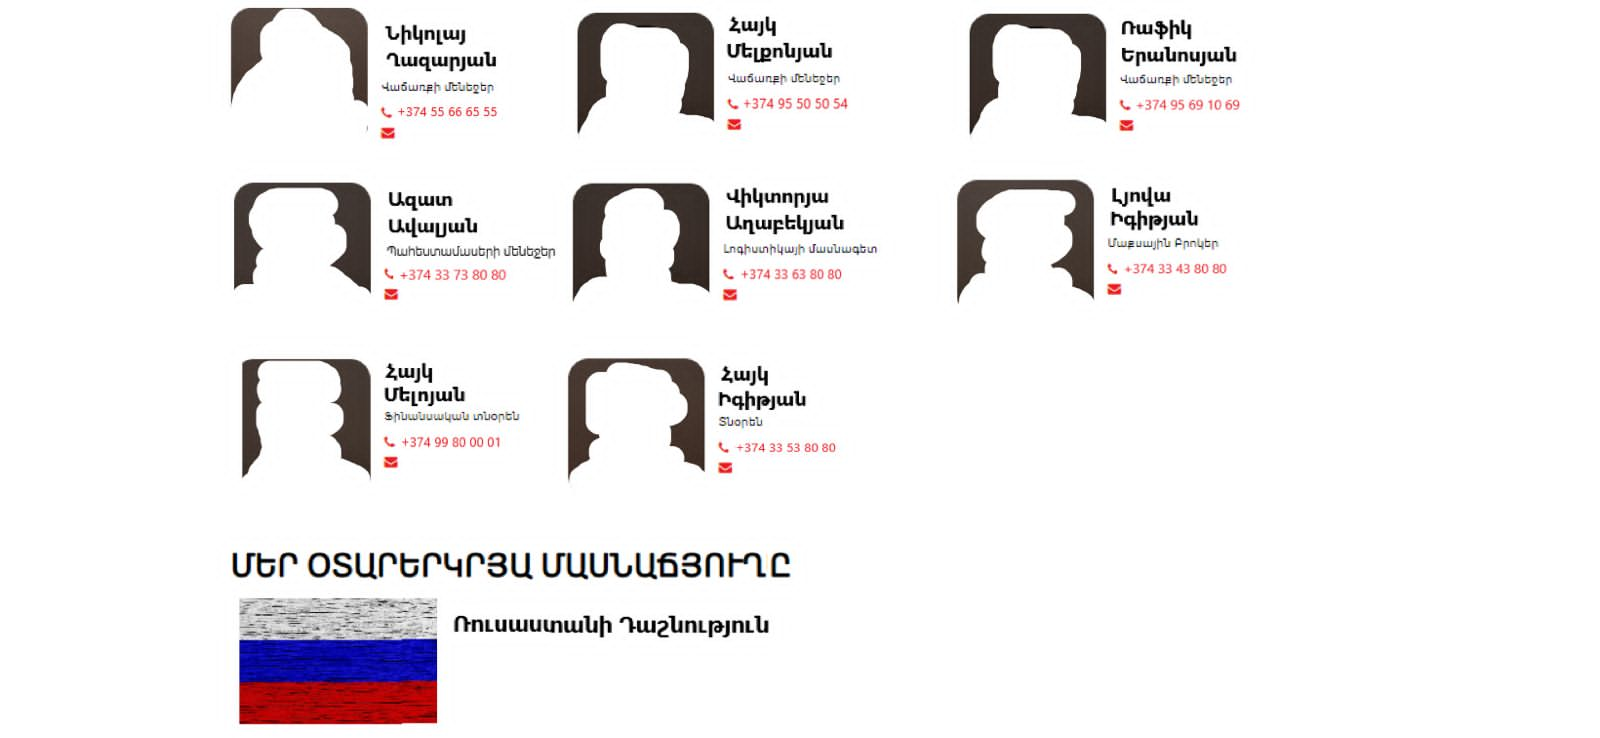 Նիկոլայ
Ղազարյան
Վաճառքի մենեջեր
+374 55 66 65 55
Հայկ
Մելքոնյան
Վաճառքի մենեջեր
+374 95 50 50 54
Ռաֆիկ
Երանոսյան
Վաճառքի մենեջեր
+374 95 69 10 69
Ազատ
Ավալյան
Պահեստամասերի մենեջեր
+374 33 73 80 80
Վիկտորյա
Աղաբեկյան
Լոգիստիկայի մասնագետ
+374 33 63 80 80
Լյովա
Իգիթյան
Մաքսային Բրոկեր
+374 33 43 80 80
Հայկ
Մելոյան
Ֆինանսական տնօրեն
+374 99 80 00 01
Հայկ
Իգիթյան
Տնօրեն
+374 33 53 80 80
ՄԵՐ ՕՏԱՐԵՐԿՐՅԱ ՄԱՍՆԱՃՅՈՒՂԸ
Ռուսաստանի Դաշնություն